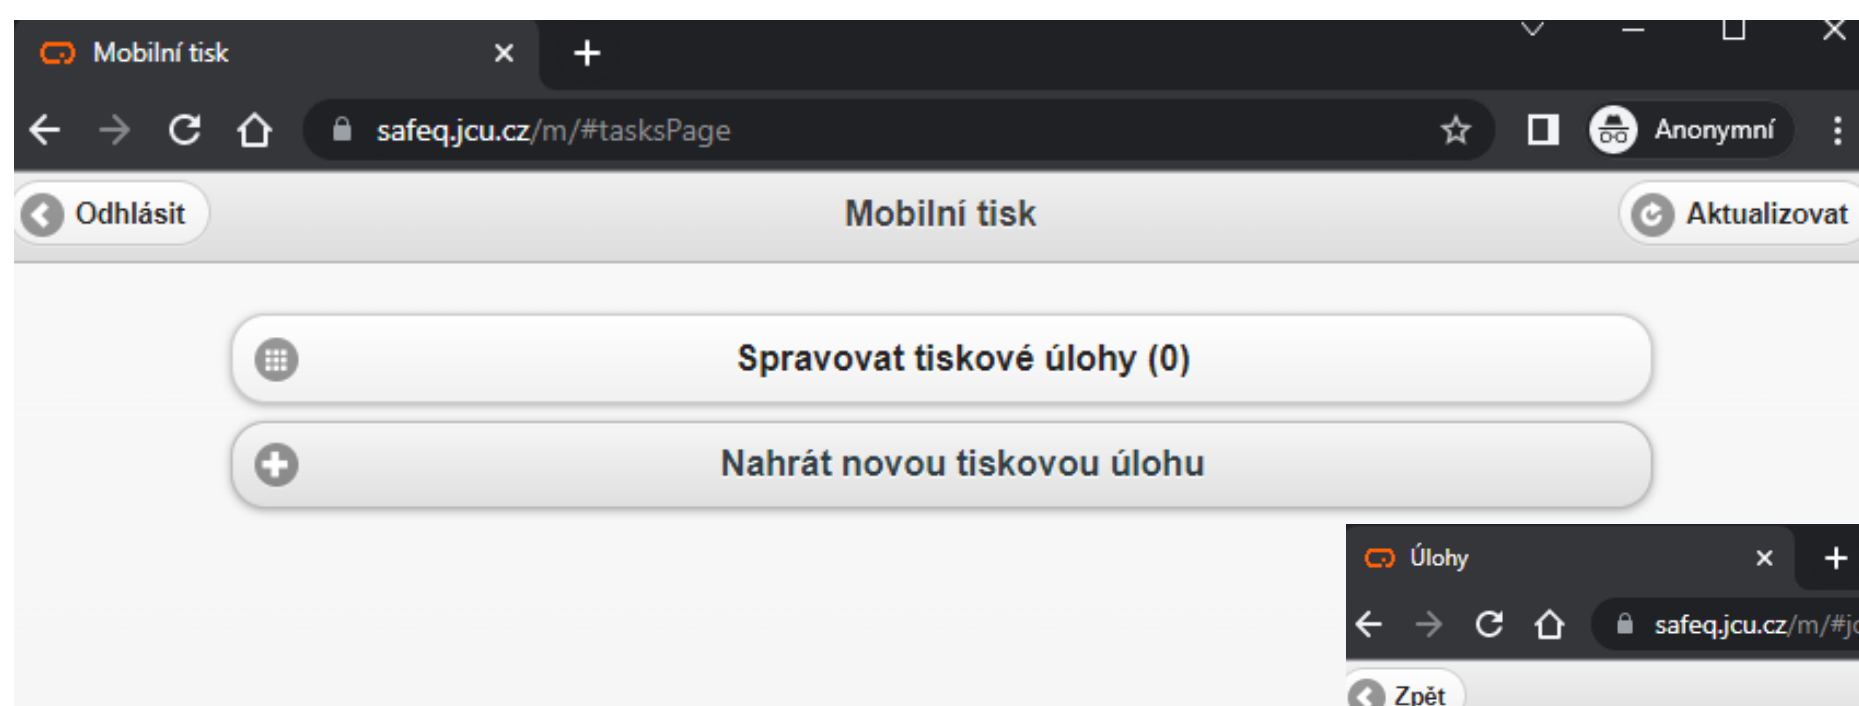 Mobilní tisk
safeq.jcu.cz/m/#tasksPage
Anonymní
Odhlásit
Mobilní tisk
Aktualizovat
Spravovat tiskové úlohy (0)
Nahrát novou tiskovou úlohu
Úlohy
safeq.jcu.cz/m/#jo
Zpět